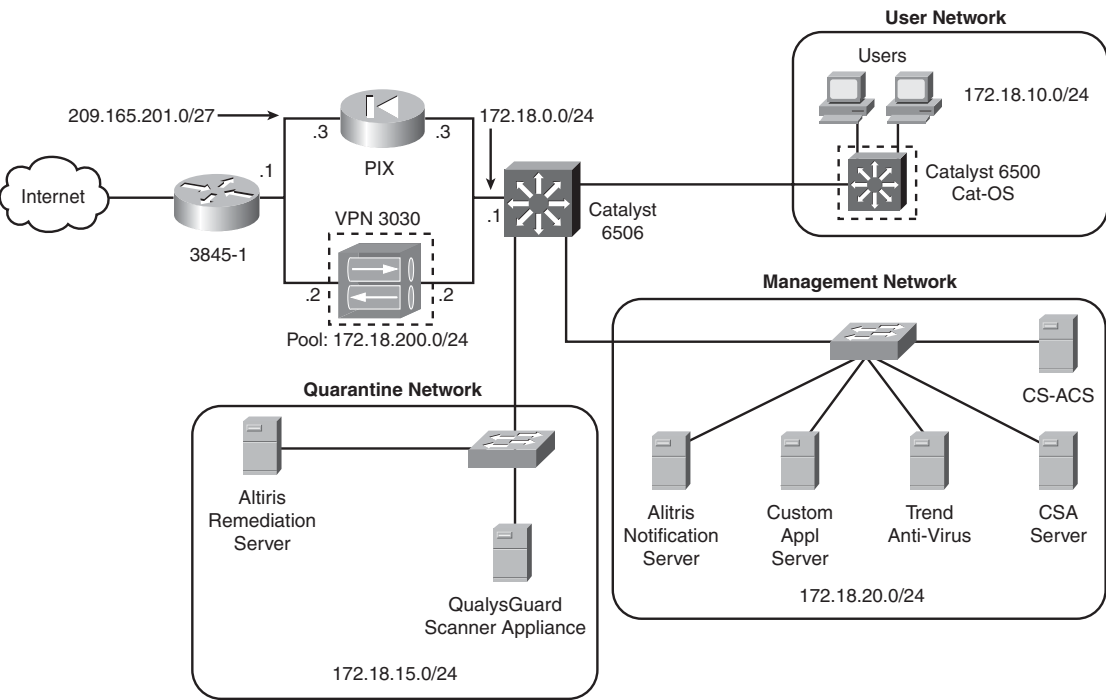 User Network
Users
172.18.10.0/24
Catalyst 6500
Cat-OS
209.165.201.0/27
172.18.0.0/24
.3
.3
PIX
Internet
.1
3845-1
VPN 3030
.1
Catalyst
6506
.2
.2
Pool: 172.18.200.0/24
Management Network
CS-ACS
Alitris
Notification
Server
Custom
Appl
Server
Trend
Anti-Virus
CSA
Server
172.18.20.0/24
Quarantine Network
Altiris
Remediation
Server
QualysGuard
Scanner Appliance
172.18.15.0/24